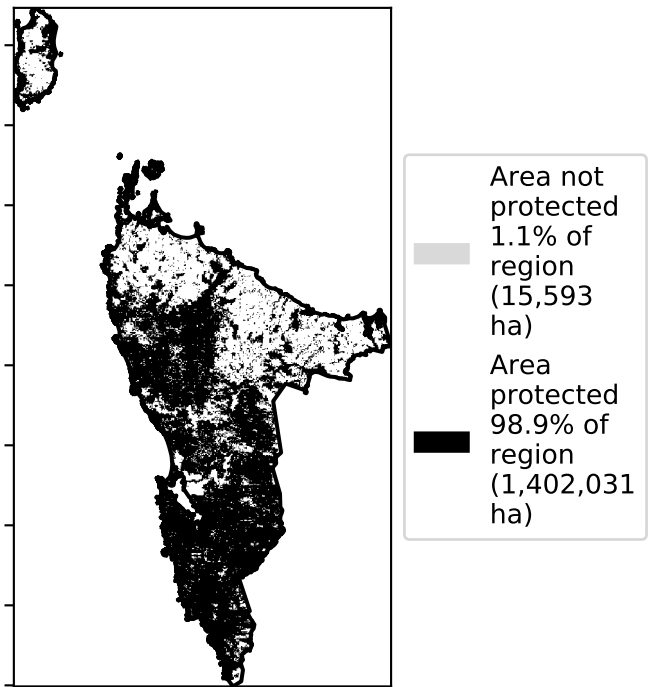 Area not
protected
1.1% of
region
(15,593
ha)
Area
protected
98.9% of
region
(1,402,031
ha)